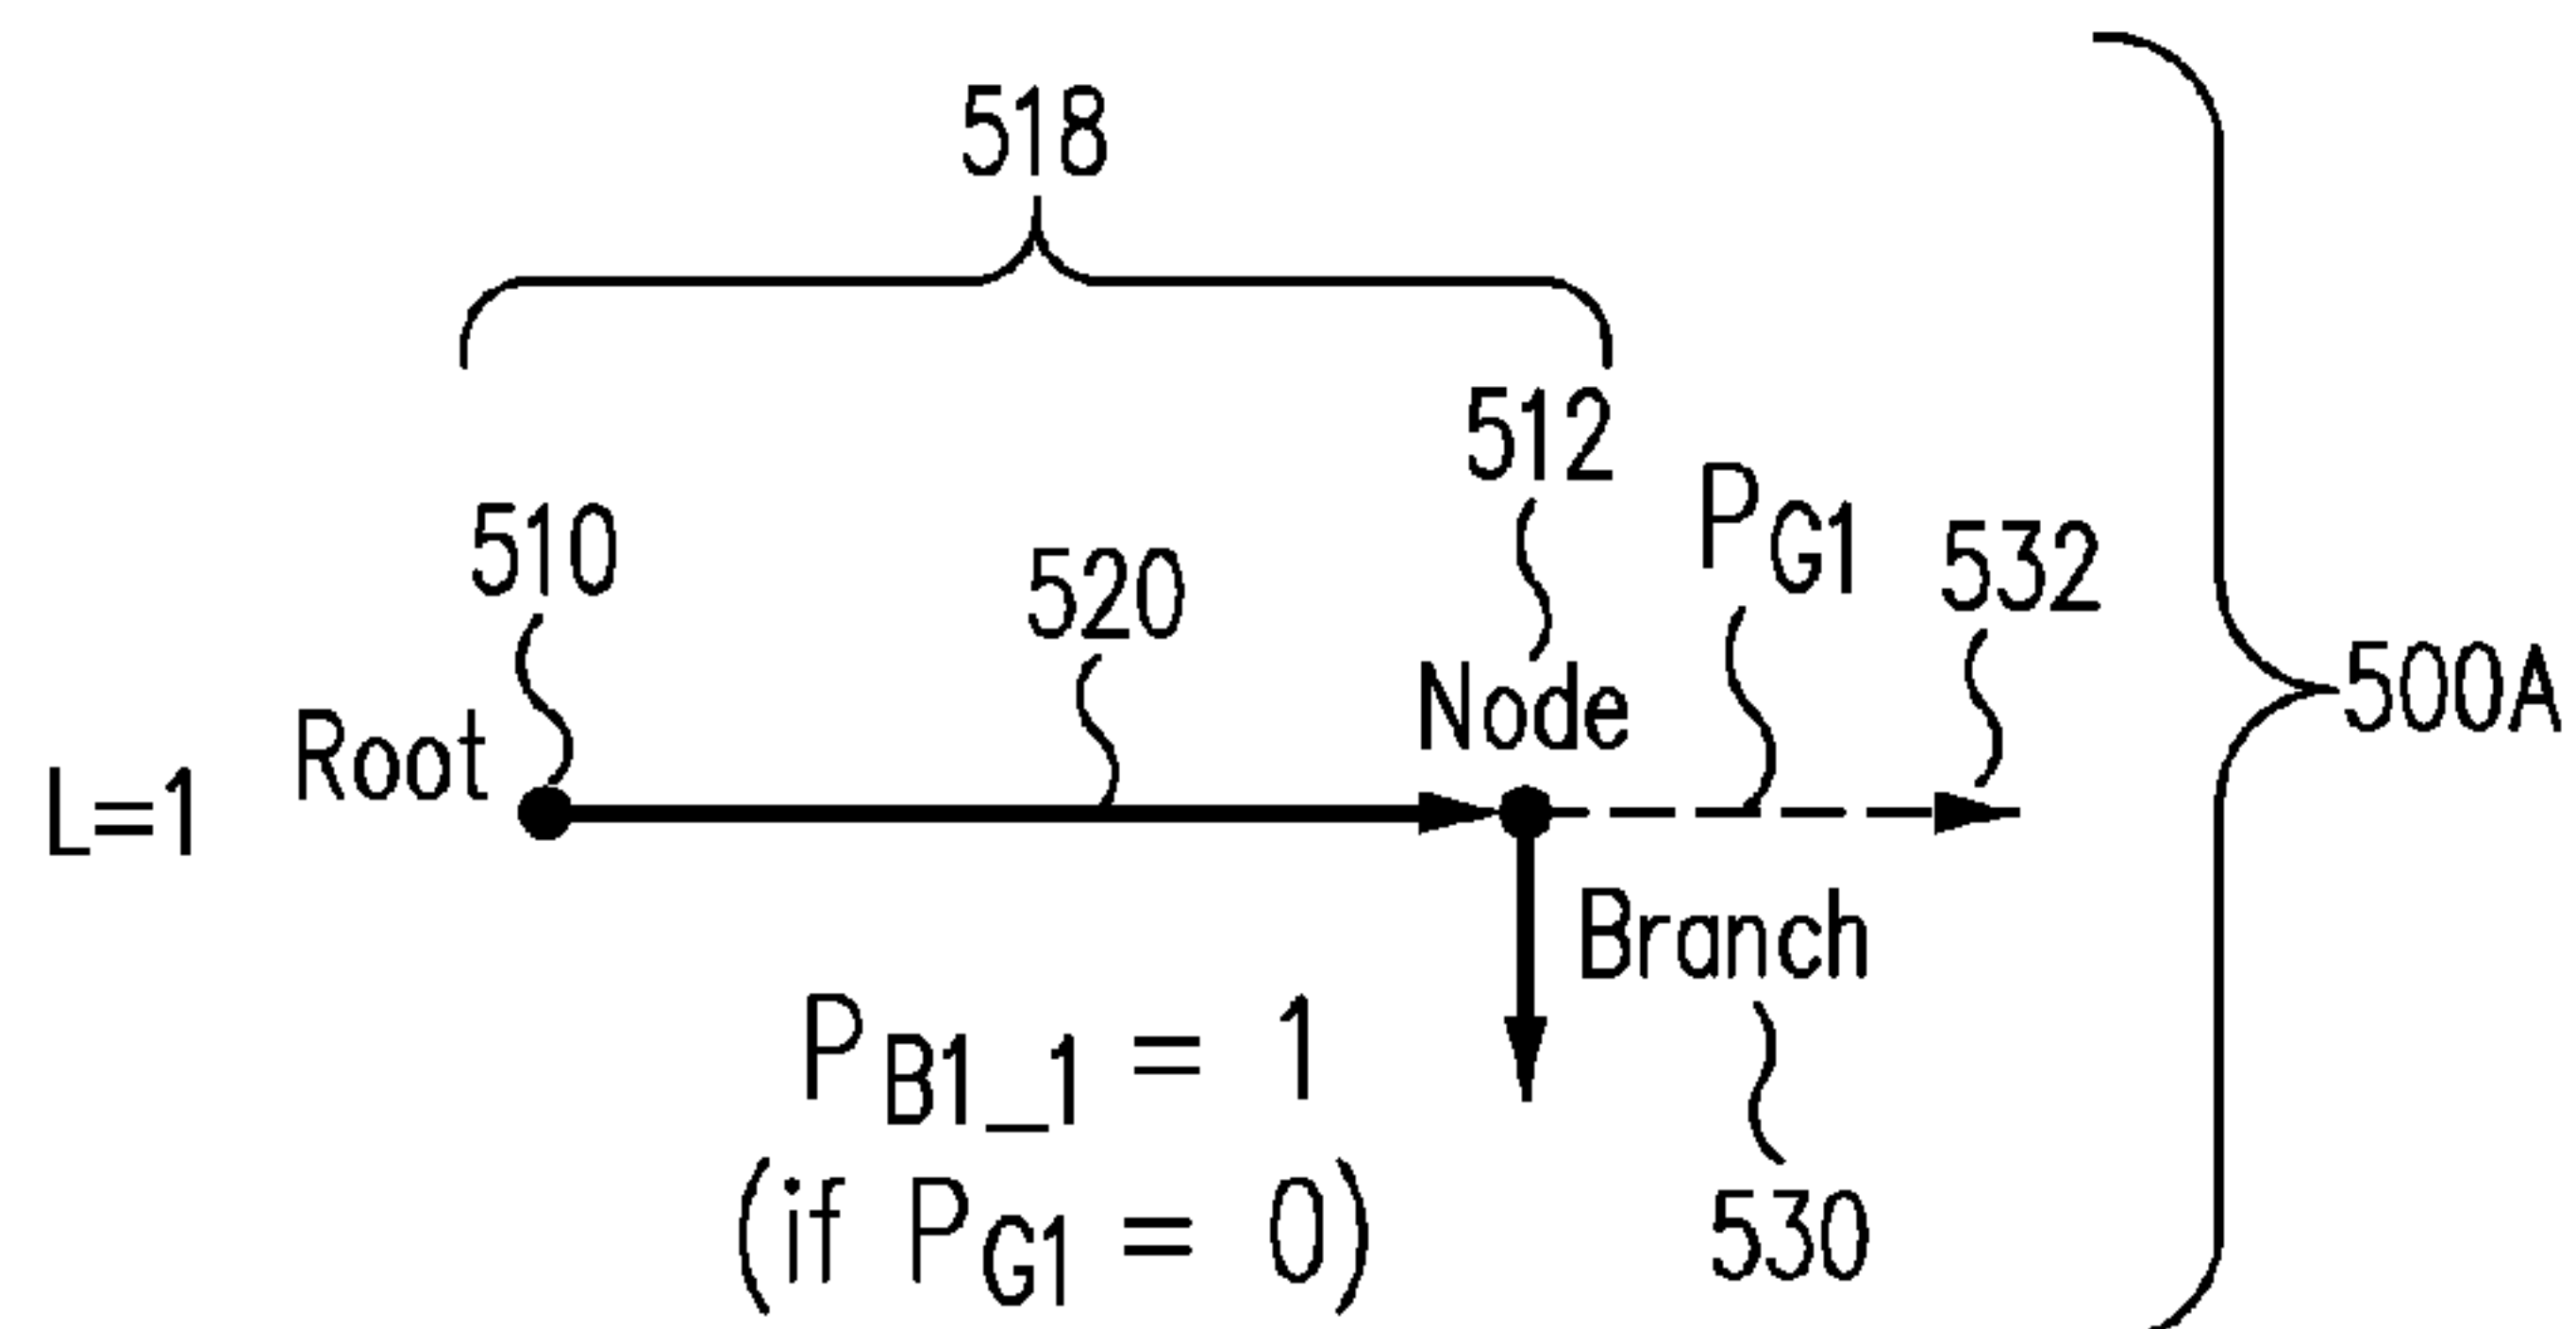 518
512
P_G1
510
520
532
Node
500A
Root
L=1
Branch
P_B1_1 = 1
(if P_G1 = 0)
530